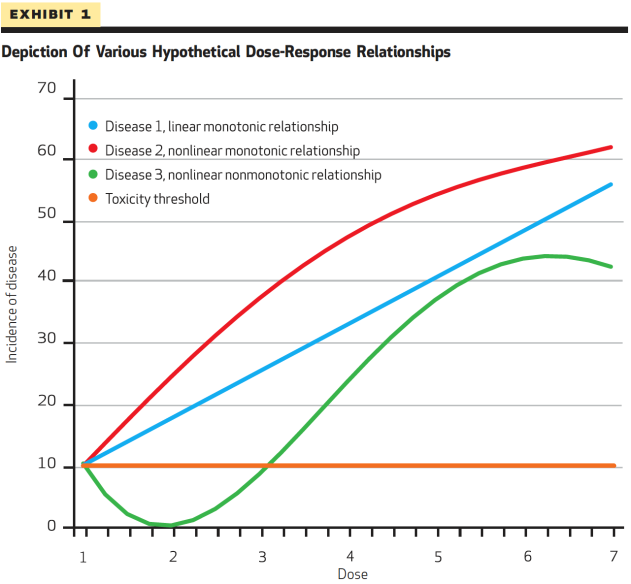 EXHIBIT 1
Depiction Of Various Hypothetical Dose-Response Relationships
70
60
50
40
30
20
10
0
Incidence of disease
Disease 1, linear monotonic relationship
Disease 2, nonlinear monotonic relationship
Disease 3, nonlinear nonmonotonic relationship
Toxicity threshold
1 2 3 4 5 6 7
Dose